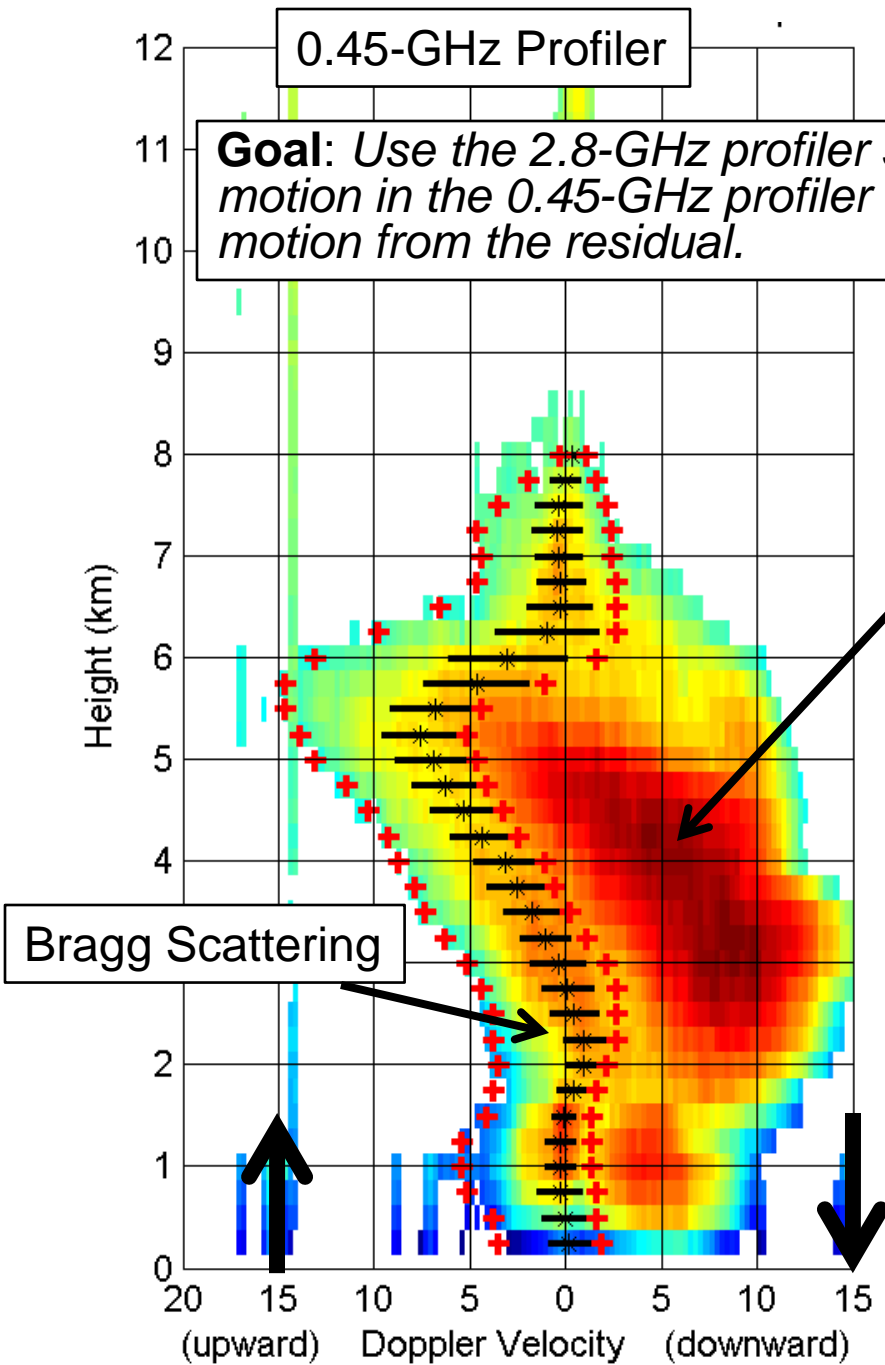 0.45-GHz Profiler
Goal: Use the 2.8-GHz profiler
motion in the 0.45-GHz profiler
motion from the residual.
12
11
10
9
8
7
6
5
4
3
2
1
0
Height (km)
Bragg Scattering
20 15 10 5 0 5 10 15
(upward) Doppler Velocity (downward)